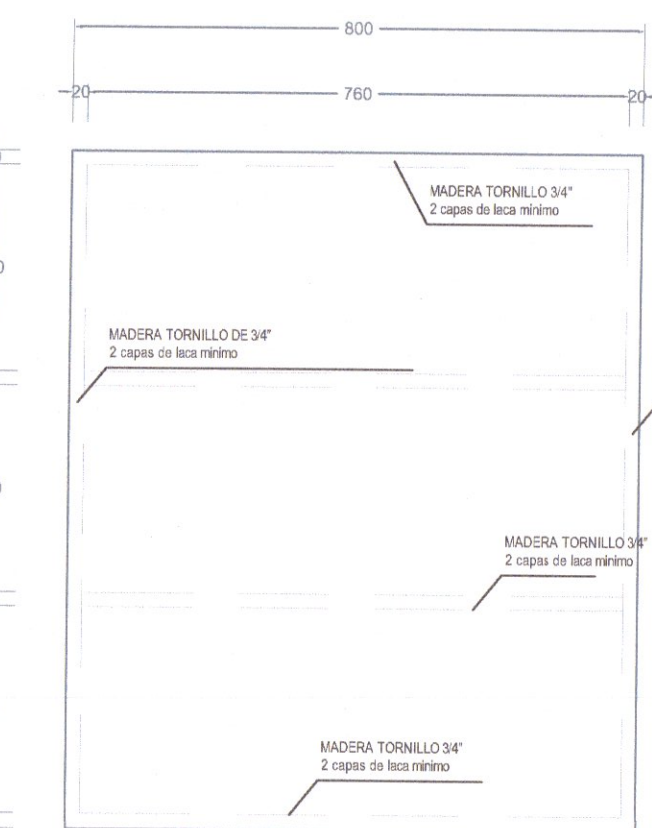 800
20
760
20
MADERA TORNILLO 3/4"
2 capas de laca minimo
MADERA TORNILLO DE 3/4"
2 capas de laca minimo
MADERA TORNILLO 3/4"
2 capas de laca minimo
MADERA TORNILLO 3/4"
2 capas de laca minimo